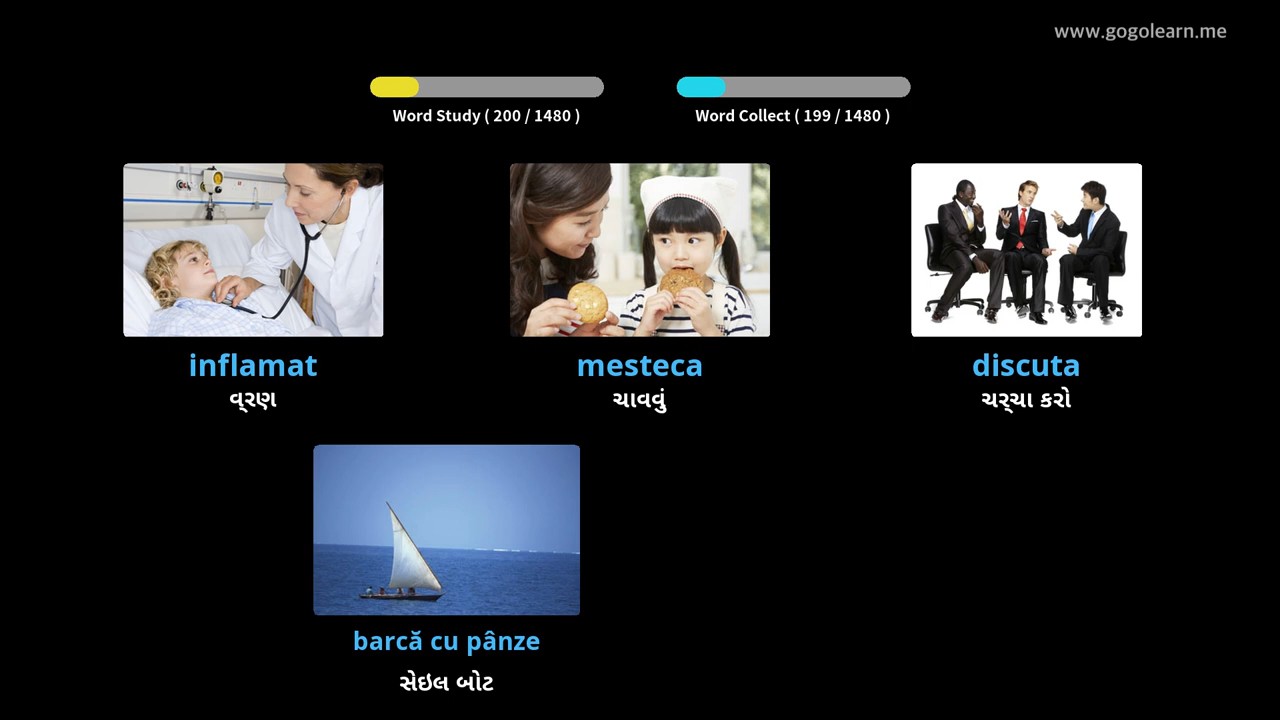 www.gogolearn.me
Word Study ( 200 / 1480 )
Word Collect ( 199 / 1480 )
inflamat
વ્રણ
mesteca
ચાવવું
discuta
ચર્ચા કરો
barcă cu pânze
સેઇલ બોટ